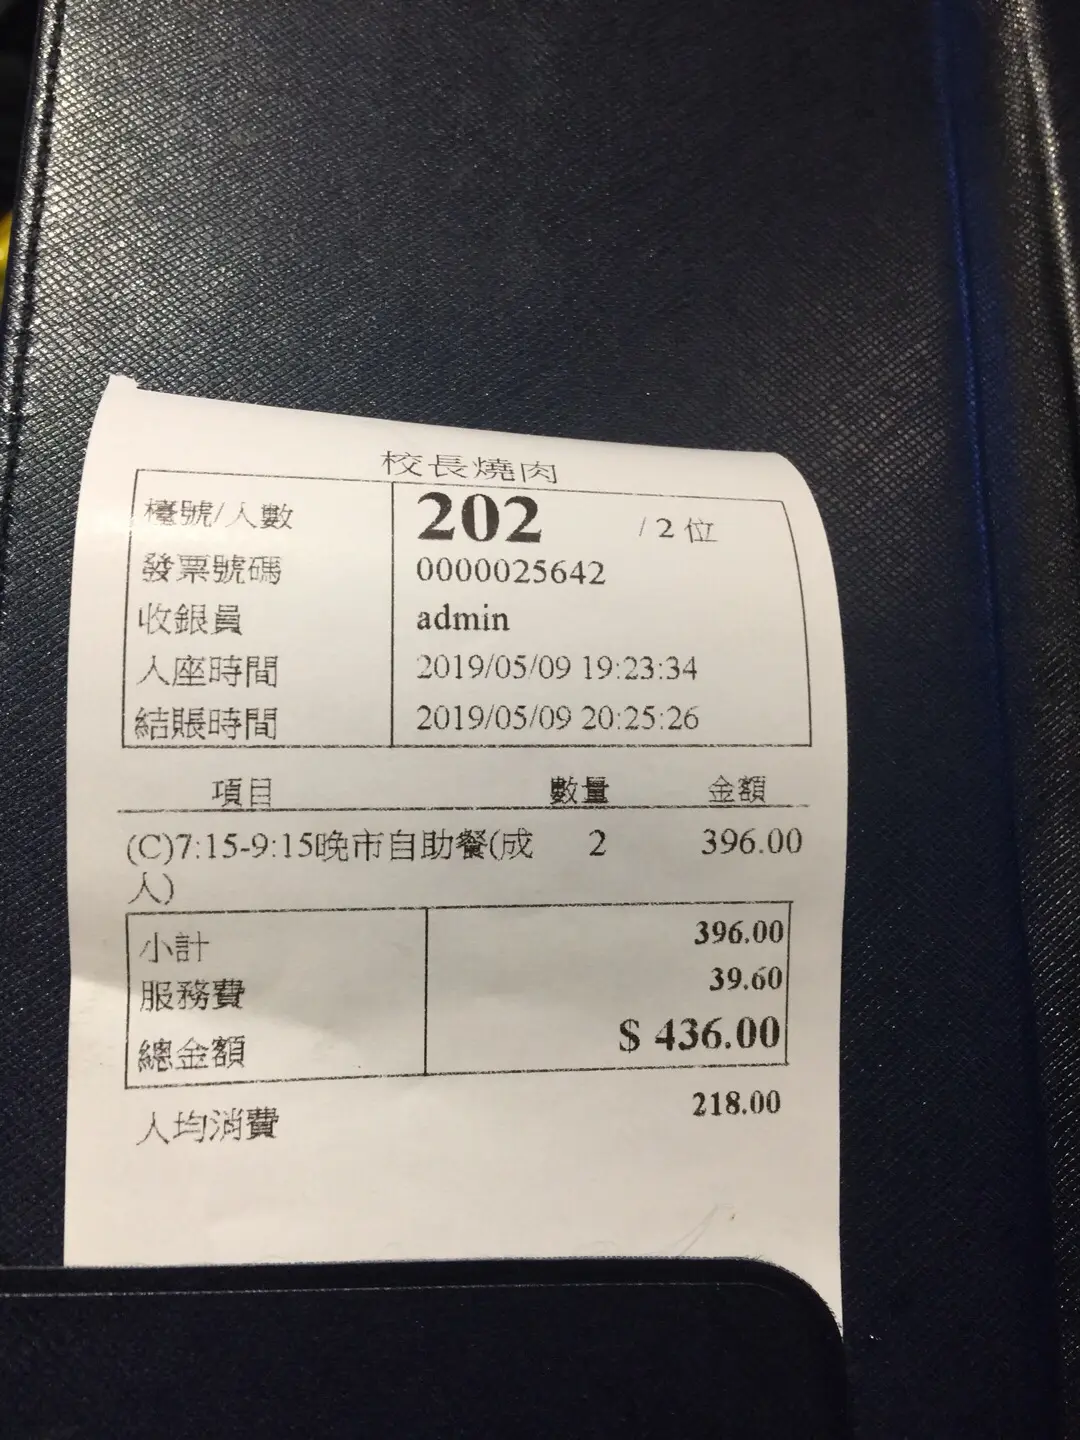 校長燒肉
檯號/人數 202 / 2 位
發票號碼 0000025642
收銀員 admin
入座時間 2019/05/09 19:23:34
結賬時間 2019/05/09 20:25:26
項目 數量 金額
(C)7:15-9:15晚市自助餐(成 2 396.00
人)
小計 396.00
服務費 39.60
總金額 $ 436.00
人均消費 218.00